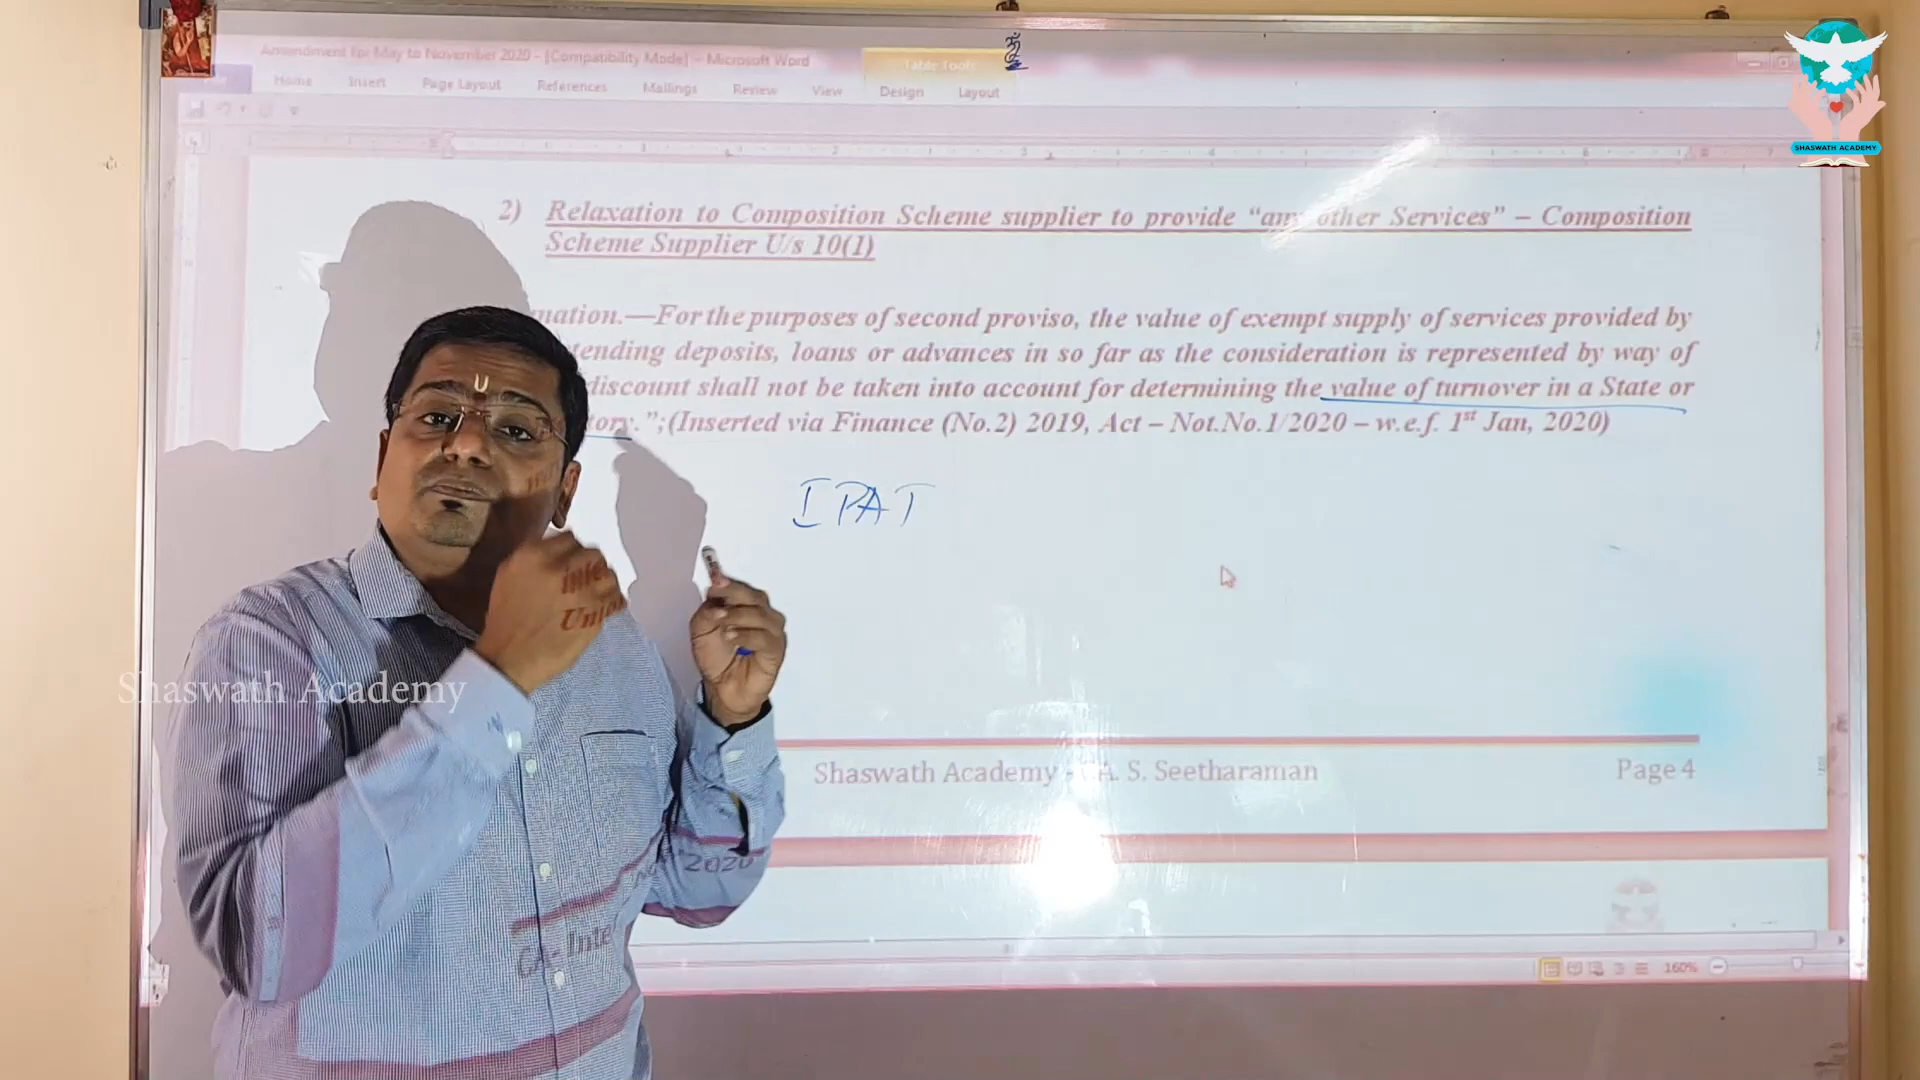 Amendment for May to November 2020 - [Compatibility Mode] - Microsoft Word
Table Tools
Home Insert Page Layout References Mailings Review View Design Layout
SHASWATH ACADEMY
2) Relaxation to Composition Scheme supplier to provide “any other Services” – Composition
Scheme Supplier U/s 10(1)
mation.—For the purposes of second proviso, the value of exempt supply of services provided by
tending deposits, loans or advances in so far as the consideration is represented by way of
discount shall not be taken into account for determining the value of turnover in a State or
tory.”;(Inserted via Finance (No.2) 2019, Act – Not.No.1/2020 – w.e.f. 1st Jan, 2020)
IPAT
inte
Unio
Shaswath Academy
Shaswath Academy - A. S. Seetharaman Page 4
2020
CA- Inte
160%